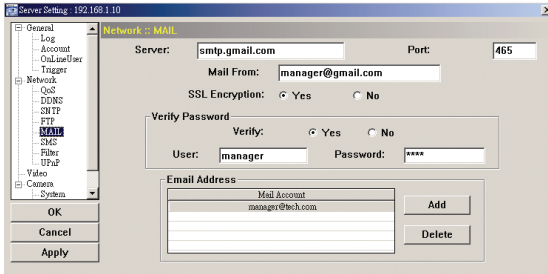 Server Setting : 192.168.1.10
General
Log
Account
OnLineUser
Trigger
Network
QoS
DDNS
SNTP
FTP
MAIL
SMS
Filter
UPnP
Video
Camera
System
OK
Cancel
Apply
Network :: MAIL
Server: smtp.gmail.com Port: 465
Mail From: manager@gmail.com
SSL Encryption: Yes No
Verify Password
Verify: Yes No
User: manager Password: ****
Email Address
Mail Account
manager@tech.com
Add
Delete